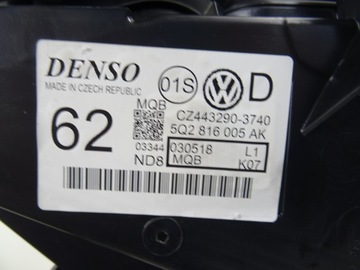 DENSO
MADE IN CZECH REPUBLIC
01S
VW
D
MQB
62
CZ443290-3740
5Q2 816 005 AK
03344
ND8
030518 L1
MQB K07